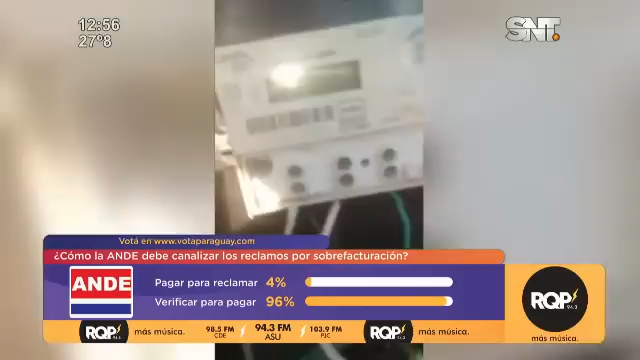 12:56
27°8
SNT
Votá en www.votaparaguay.com
¿Cómo la ANDE debe canalizar los reclamos por sobrefacturación?
ANDE
Pagar para reclamar 4%
Verificar para pagar 96%
RQP 94.3
más música.
RQP más música. 98.5 FM CDE 94.3 FM ASU 103.9 FM PJC RQP más música.